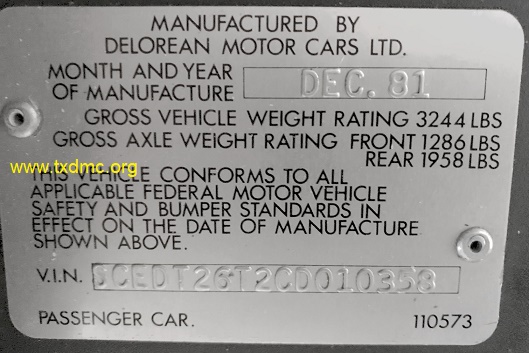 MANUFACTURED BY
DELOREAN MOTOR CARS LTD.
MONTH AND YEAR
OF MANUFACTURE DEC. 81
GROSS VEHICLE WEIGHT RATING 3244 LBS
GROSS AXLE WEIGHT RATING FRONT 1286 LBS
REAR 1958 LBS
www.txdmc.org
THIS VEHICLE CONFORMS TO ALL
APPLICABLE FEDERAL MOTOR VEHICLE
SAFETY AND BUMPER STANDARDS IN
EFFECT ON THE DATE OF MANUFACTURE
SHOWN ABOVE.
V.I.N. SCEDT26T2CD010358
PASSENGER CAR. 110573